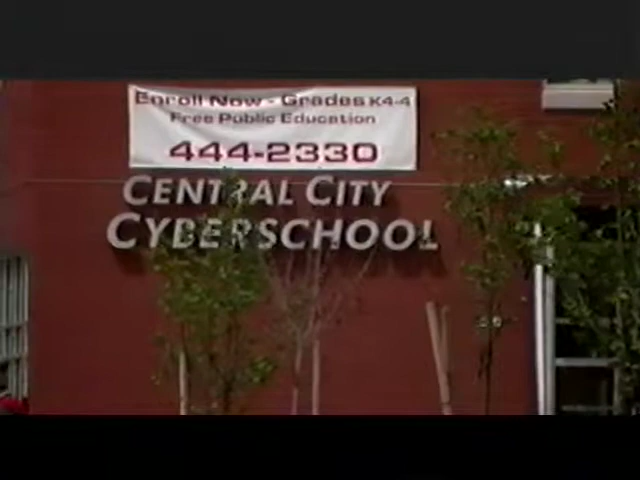 Enroll Now - Grades K4-4
Free Public Education
444-2330
CENTRAL CITY
CYBERSCHOOL